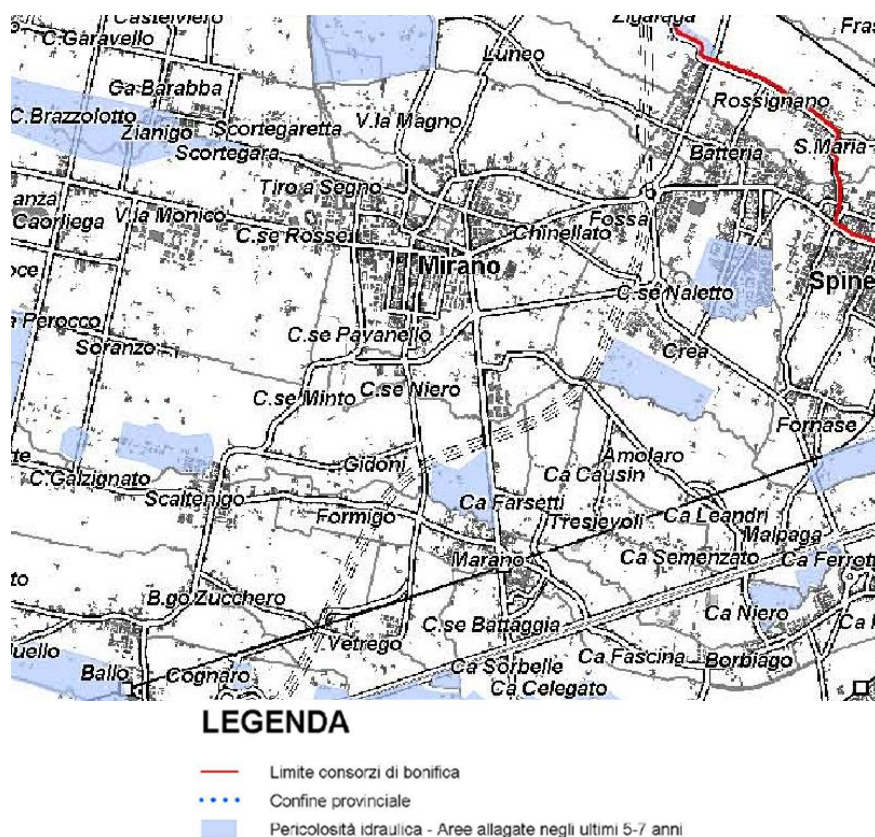 Castelviero
Zigaraga
C.Garavello
Luneo
Ca Barabba
Rossignano
C.Brazzolotto
Zianigo
Scortegaretta
V.la Magno
S.Maria
Scortegara
Batteria
Tiro a Segno
Caorliega
V.la Monico
Fossa
C.se Rosse
Chinellato
Mirano
Spine
C.se Naletto
Perocco
Soranzo
C.se Pavanello
Crea
C.se Minto
C.se Niero
Fornase
Amolaro
C.Galzignato
Gidoni
Ca Causin
Scaltenigo
Ca Farsetti
Formigo
Tresievoli
Ca Leandri
Malpaga
Marano
Ca Semenzato
Ca Ferrott
B.go Zucchero
Ca Niero
C.se Battaggia
Vetrego
Ballo
Cognaro
Ca Sorbelle
Ca Fascina
Borbiago
Ca Celegato
LEGENDA
Limite consorzi di bonifica
Confine provinciale
Pericolosità idraulica - Aree allagate negli ultimi 5-7 anni